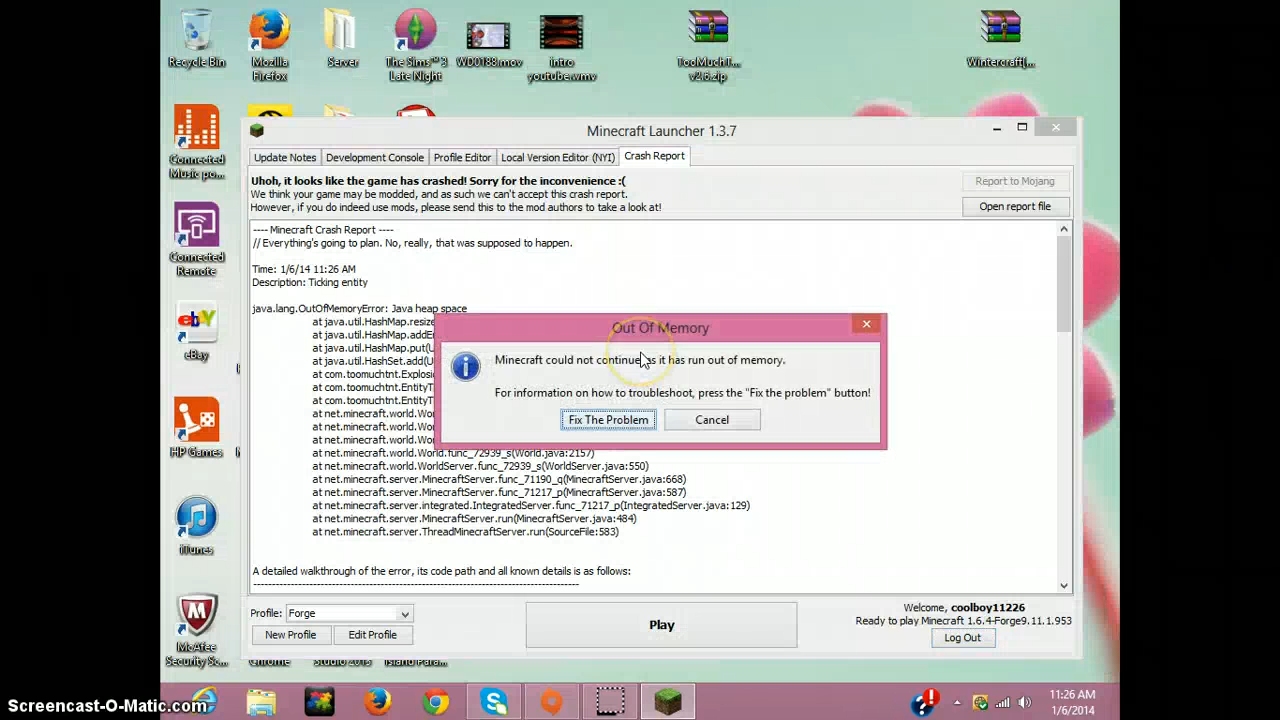 Recycle Bin
Mozilla
Firefox
Server
The Sims™ 3
Late Night
WD0188.mov
intro
youtube.wmv
TooMuchT...
v2.6.zip
Wintercraft[...
Connected
Music po...
Connected
Remote
ebY
eBay
HP Games
iTunes
McAfee
Security Sc...
Minecraft Launcher 1.3.7
Update Notes
Development Console
Profile Editor
Local Version Editor (NYI)
Crash Report
Uhoh, it looks like the game has crashed! Sorry for the inconvenience :(
We think your game may be modded, and as such we can't accept this crash report.
However, if you do indeed use mods, please send this to the mod authors to take a look at!
Report to Mojang
Open report file
---- Minecraft Crash Report ----
// Everything's going to plan. No, really, that was supposed to happen.
Time: 1/6/14 11:26 AM
Description: Ticking entity
java.lang.OutOfMemoryError: Java heap space
at java.util.HashMap.resize
at java.util.HashMap.addE
at java.util.HashMap.put(U
at java.util.HashSet.add(U
at com.toomuchtnt.Explosi
at com.toomuchtnt.EntityT
at com.toomuchtnt.EntityT
at net.minecraft.world.Wor
at net.minecraft.world.Wor
at net.minecraft.world.Wor
at net.minecraft.world.World.func_72939_s(World.java:2157)
at net.minecraft.world.WorldServer.func_72939_s(WorldServer.java:550)
at net.minecraft.server.MinecraftServer.func_71190_q(MinecraftServer.java:668)
at net.minecraft.server.MinecraftServer.func_71217_p(MinecraftServer.java:587)
at net.minecraft.server.integrated.IntegratedServer.func_71217_p(IntegratedServer.java:129)
at net.minecraft.server.MinecraftServer.run(MinecraftServer.java:484)
at net.minecraft.server.ThreadMinecraftServer.run(SourceFile:583)
A detailed walkthrough of the error, its code path and all known details is as follows:
---------------------------------------------------------------------------------------
Out Of Memory
Minecraft could not continue as it has run out of memory.
For information on how to troubleshoot, press the "Fix the problem" button!
Fix The Problem
Cancel
Profile: Forge
New Profile
Edit Profile
Play
Welcome, coolboy11226
Ready to play Minecraft 1.6.4-Forge9.11.1.953
Log Out
Chrome
Studio 2013
Island Para...
11:26 AM
1/6/2014
Screencast-O-Matic.com